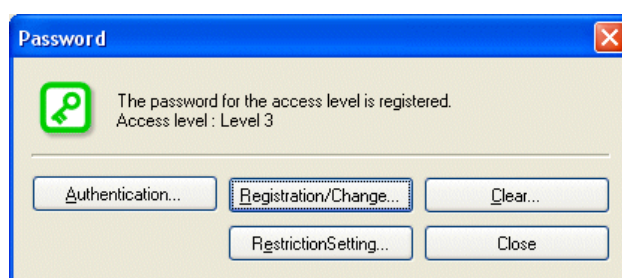 Password
The password for the access level is registered.
Access level : Level 3
Authentication...
Registration/Change...
Clear...
RestrictionSetting...
Close